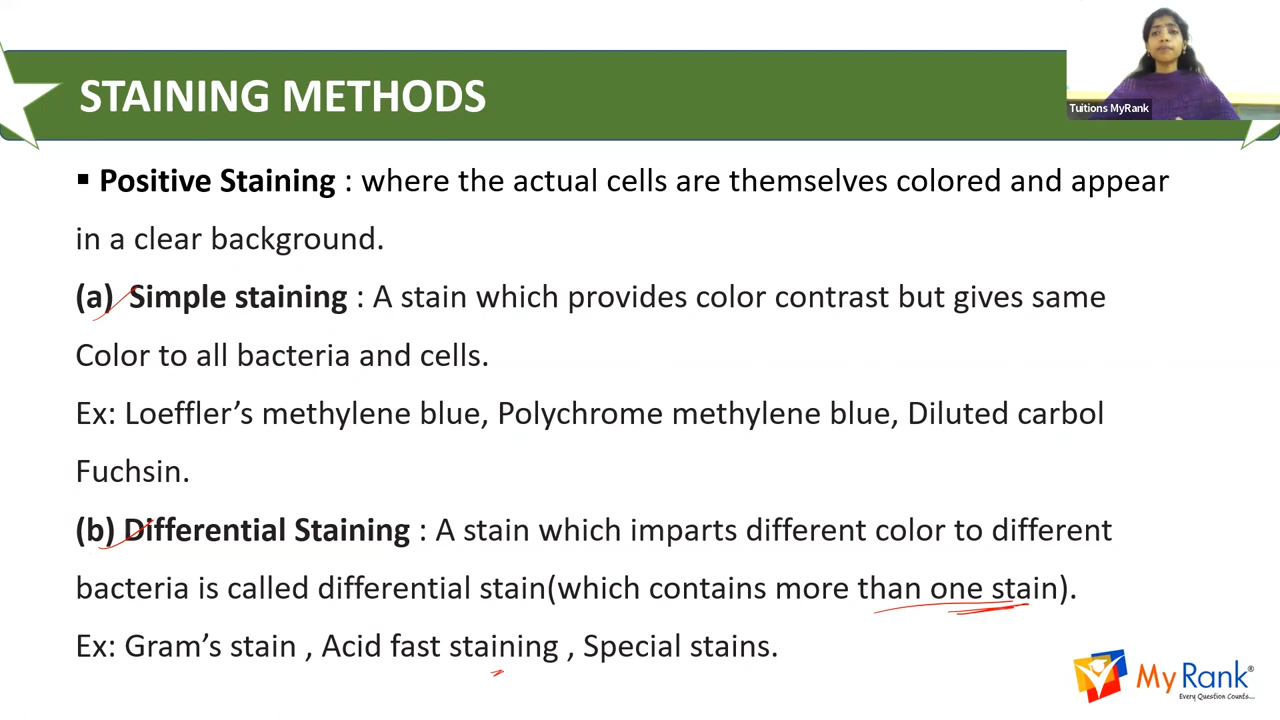 STAINING METHODS
Tuitions MyRank
▪ Positive Staining : where the actual cells are themselves colored and appear
in a clear background.
(a) Simple staining : A stain which provides color contrast but gives same
Color to all bacteria and cells.
Ex: Loeffler’s methylene blue, Polychrome methylene blue, Diluted carbol
Fuchsin.
(b) Differential Staining : A stain which imparts different color to different
bacteria is called differential stain(which contains more than one stain).
Ex: Gram’s stain , Acid fast staining , Special stains.
My Rank®
Every Question Counts...